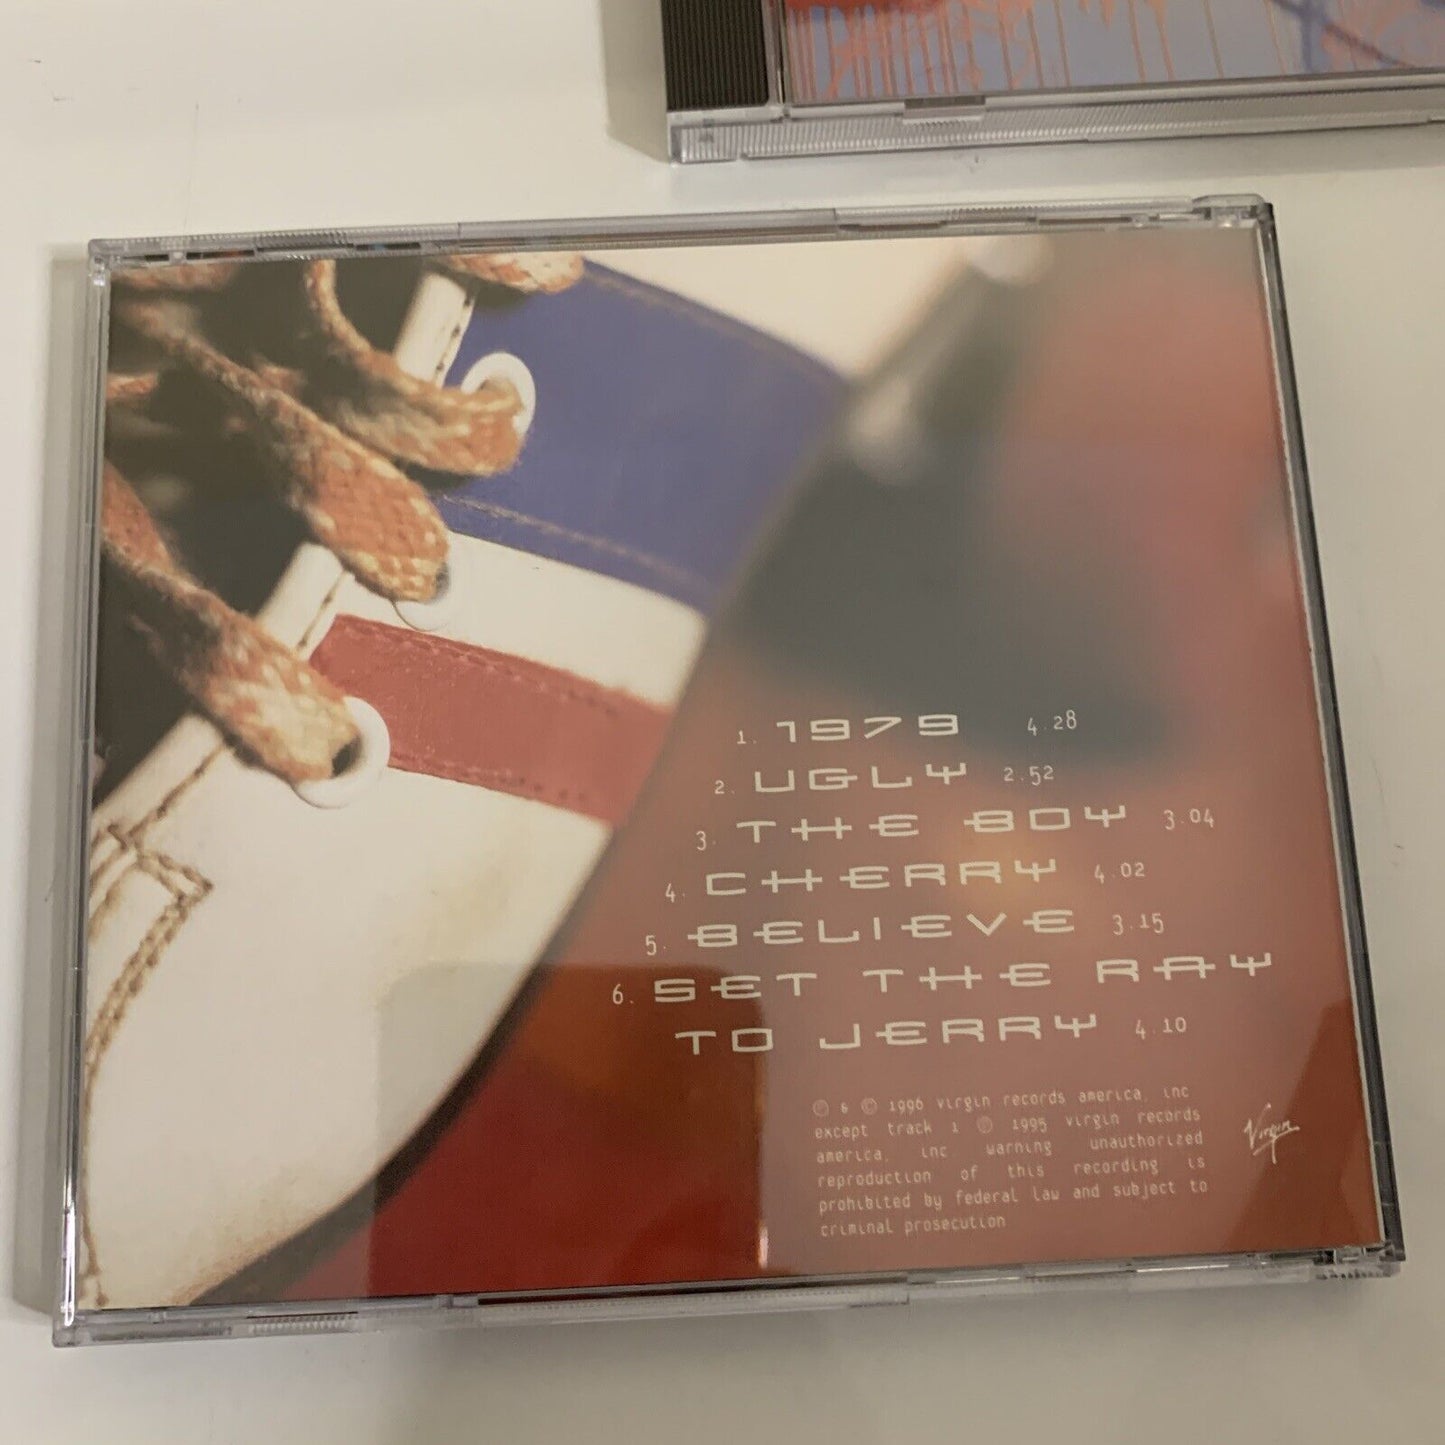 1. 1979 4.28
2. UGLY 2.52
3. THE BOY 3.04
4. CHERRY 4.02
5. BELIEVE 3.15
6. SET THE RAY
TO JERRY 4.10
℗ & © 1996 virgin records america, inc
except track 1 ℗ 1995 virgin records
america, inc. warning unauthorized
reproduction of this recording is
prohibited by federal law and subject to
criminal prosecution
Virgin